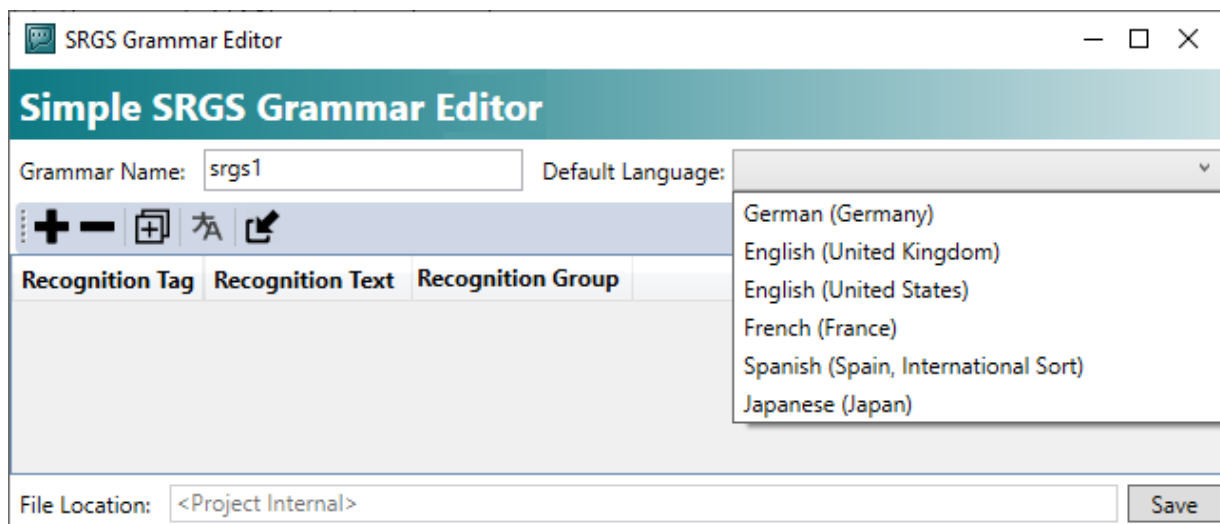 SRGS Grammar Editor
Simple SRGS Grammar Editor
Grammar Name: srgs1 Default Language:
German (Germany)
English (United Kingdom)
English (United States)
French (France)
Spanish (Spain, International Sort)
Japanese (Japan)
Recognition Tag Recognition Text Recognition Group
File Location: <Project Internal> Save